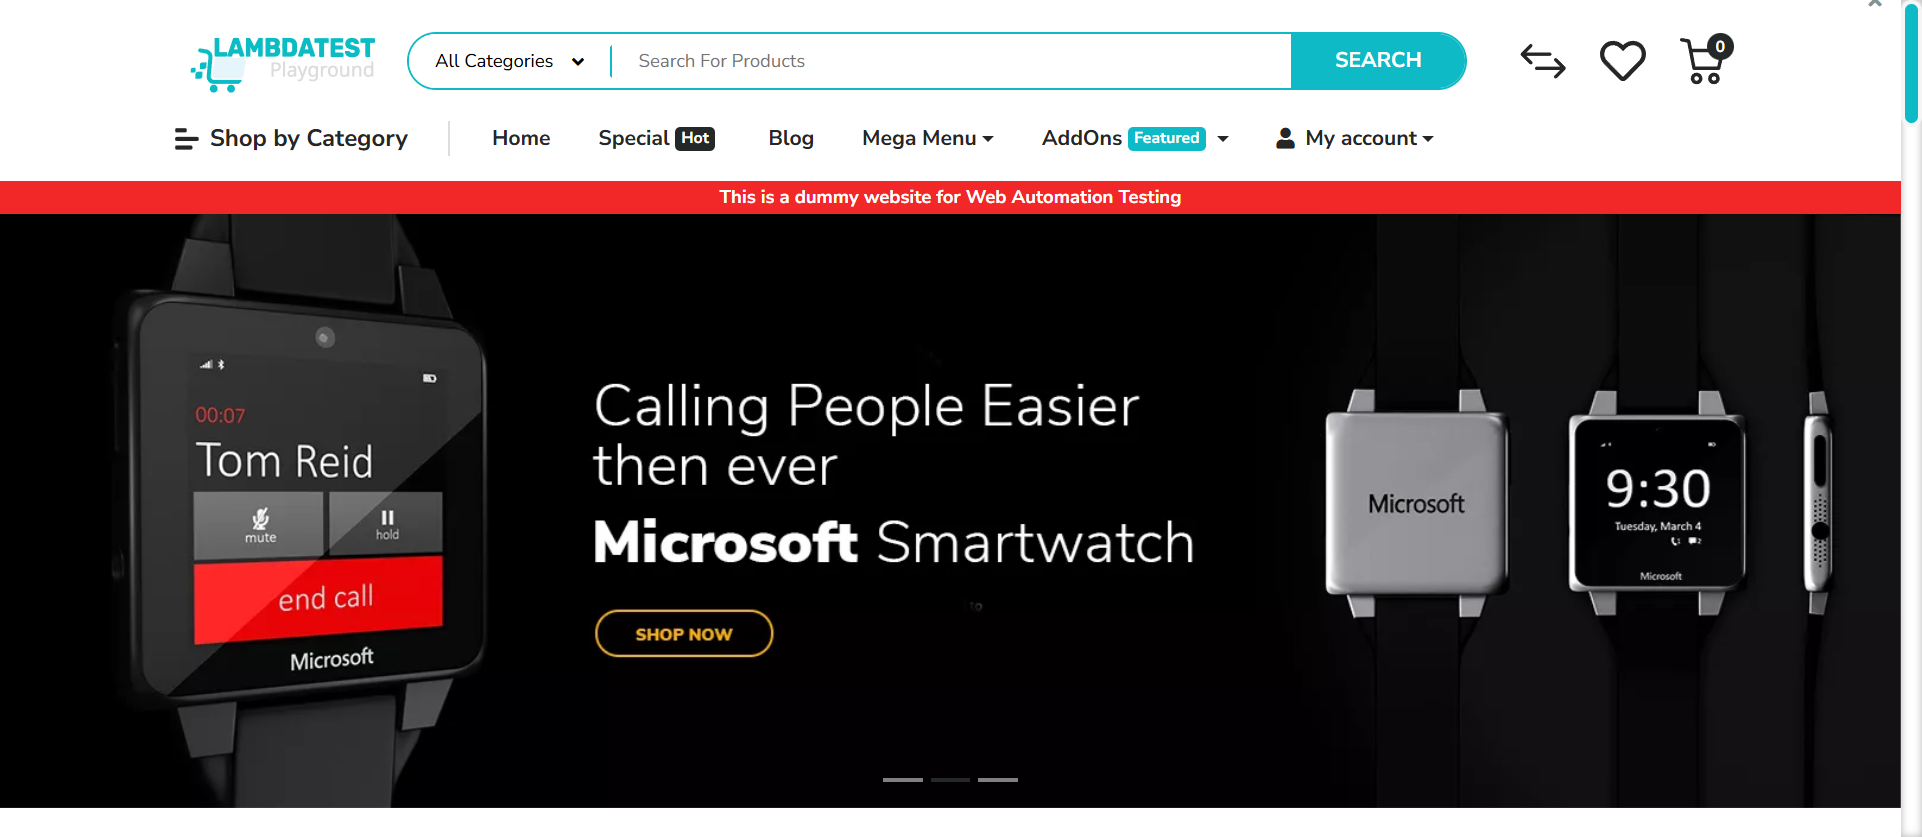 LAMBDATEST
Playground
All Categories
Search For Products
SEARCH
0
Shop by Category
Home
Special Hot
Blog
Mega Menu
AddOns Featured
My account
This is a dummy website for Web Automation Testing
00:07
Tom Reid
mute
hold
end call
Microsoft
Calling People Easier
then ever
Microsoft Smartwatch
SHOP NOW
Microsoft
9:30
Tuesday, March 4
Microsoft